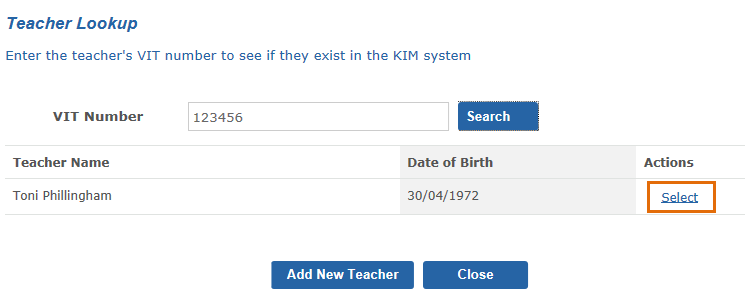 Teacher Lookup
Enter the teacher's VIT number to see if they exist in the KIM system
VIT Number 123456 Search
Teacher Name Date of Birth Actions
Toni Phillingham 30/04/1972 Select
Add New Teacher Close